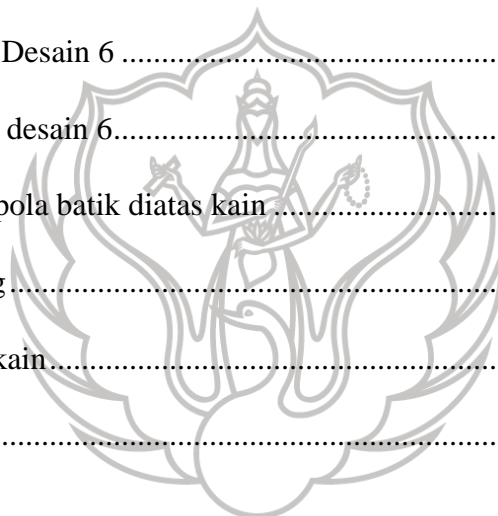 Desain 6 ................................................
desain 6.................................................
pola batik diatas kain ............................
g ...............................................................
kain.........................................................
................................................................